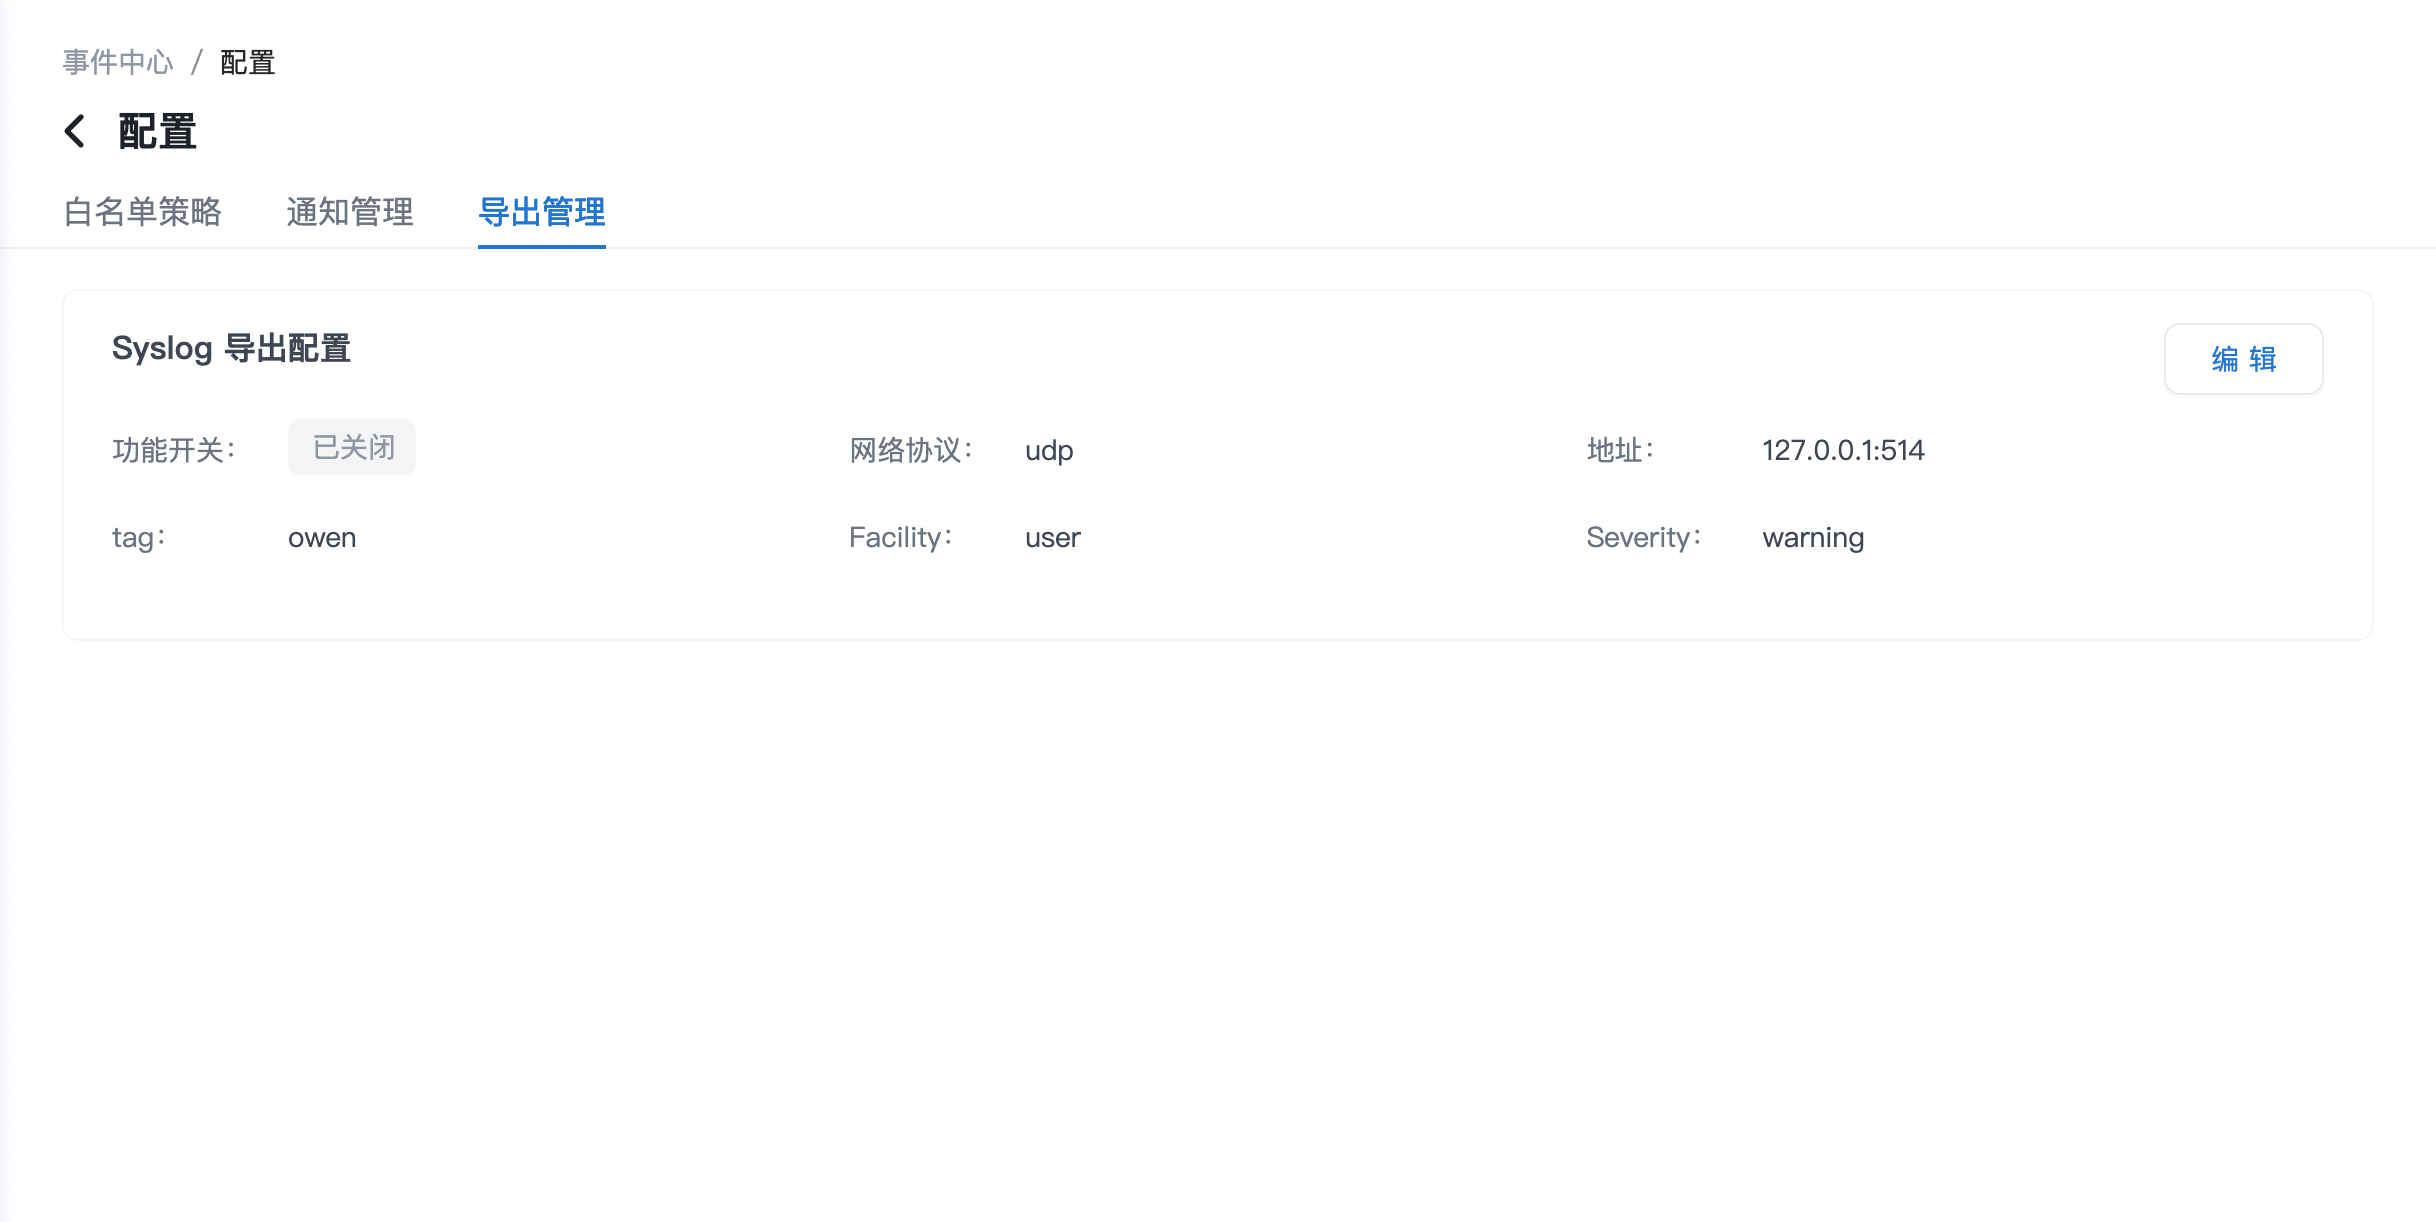 事件中心 / 配置
配置
白名单策略 通知管理 导出管理
Syslog 导出配置 编 辑
功能开关： 已关闭 网络协议： udp 地址： 127.0.0.1:514
tag： owen Facility： user Severity： warning